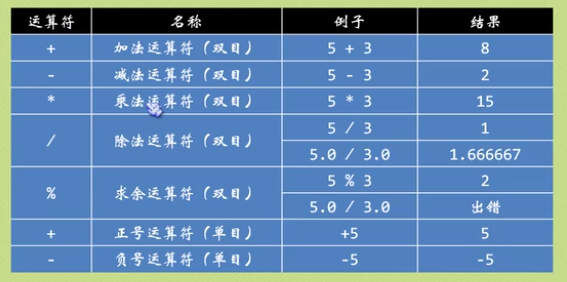 运算符 名称 例子 结果
+ 加法运算符（双目） 5 + 3 8
- 减法运算符（双目） 5 - 3 2
* 乘法运算符（双目） 5 * 3 15
/ 除法运算符（双目） 5 / 3 1
5.0 / 3.0 1.666667
% 求余运算符（双目） 5 % 3 2
5.0 / 3.0 出错
+ 正号运算符（单目） +5 5
- 负号运算符（单目） -5 -5